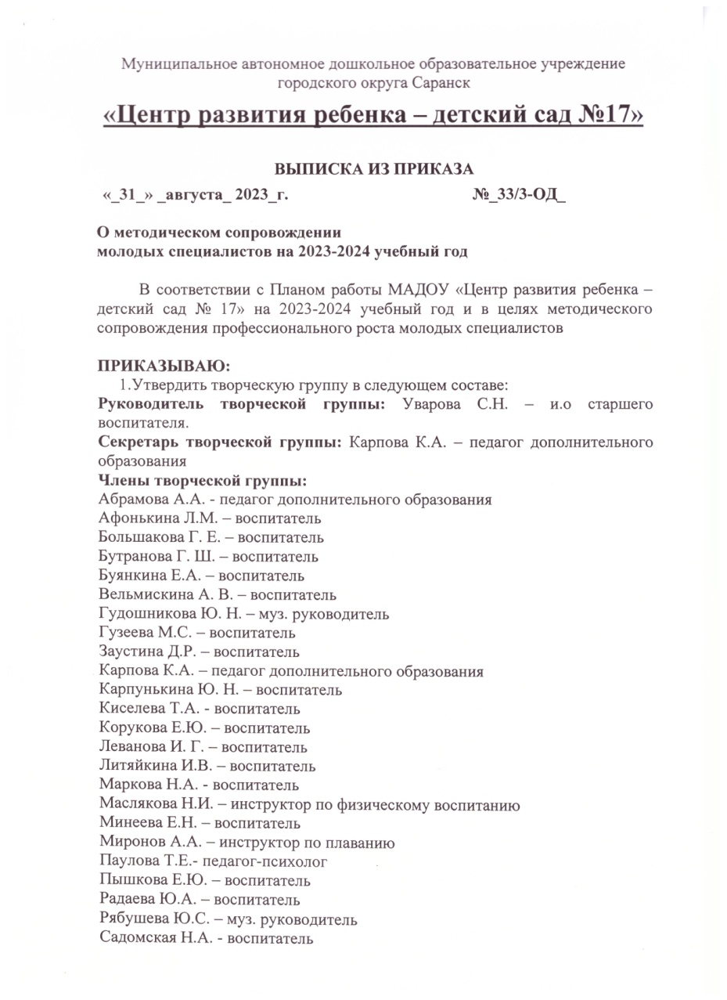 Муниципальное автономное дошкольное образовательное учреждение
городского округа Саранск
«Центр развития ребенка – детский сад №17»
ВЫПИСКА ИЗ ПРИКАЗА
«_31_» _августа_ 2023_г. №_33/3-ОД_
О методическом сопровождении
молодых специалистов на 2023-2024 учебный год
В соответствии с Планом работы МАДОУ «Центр развития ребенка –
детский сад № 17» на 2023-2024 учебный год и в целях методического
сопровождения профессионального роста молодых специалистов
ПРИКАЗЫВАЮ:
1.Утвердить творческую группу в следующем составе:
Руководитель творческой группы: Уварова С.Н. – и.о старшего
воспитателя.
Секретарь творческой группы: Карпова К.А. – педагог дополнительного
образования
Члены творческой группы:
Абрамова А.А. - педагог дополнительного образования
Афонькина Л.М. – воспитатель
Большакова Г. Е. – воспитатель
Бутранова Г. Ш. – воспитатель
Буянкина Е.А. – воспитатель
Вельмискина А. В. – воспитатель
Гудошникова Ю. Н. – муз. руководитель
Гузеева М.С. – воспитатель
Заустина Д.Р. – воспитатель
Карпова К.А. – педагог дополнительного образования
Карпунькина Ю. Н. – воспитатель
Киселева Т.А. - воспитатель
Корукова Е.Ю. – воспитатель
Леванова И. Г. – воспитатель
Литяйкина И.В. – воспитатель
Маркова Н.А. - воспитатель
Маслякова Н.И. – инструктор по физическому воспитанию
Минеева Е.Н. – воспитатель
Миронов А.А. – инструктор по плаванию
Паулова Т.Е.- педагог-психолог
Пышкова Е.Ю. – воспитатель
Радаева Ю.А. – воспитатель
Рябушева Ю.С. – муз. руководитель
Садомская Н.А. - воспитатель